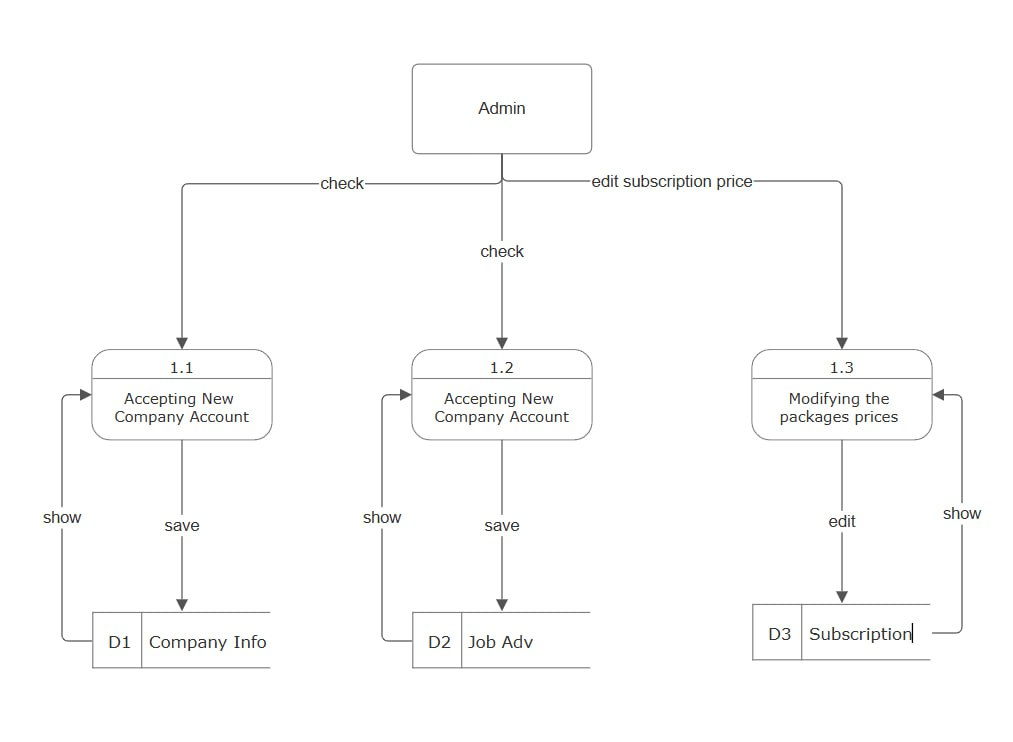 Admin
check
edit subscription price
check
1.1
Accepting New
Company Account
1.2
Accepting New
Company Account
1.3
Modifying the
packages prices
show
save
show
save
edit
show
D1 Company Info
D2 Job Adv
D3 Subscription